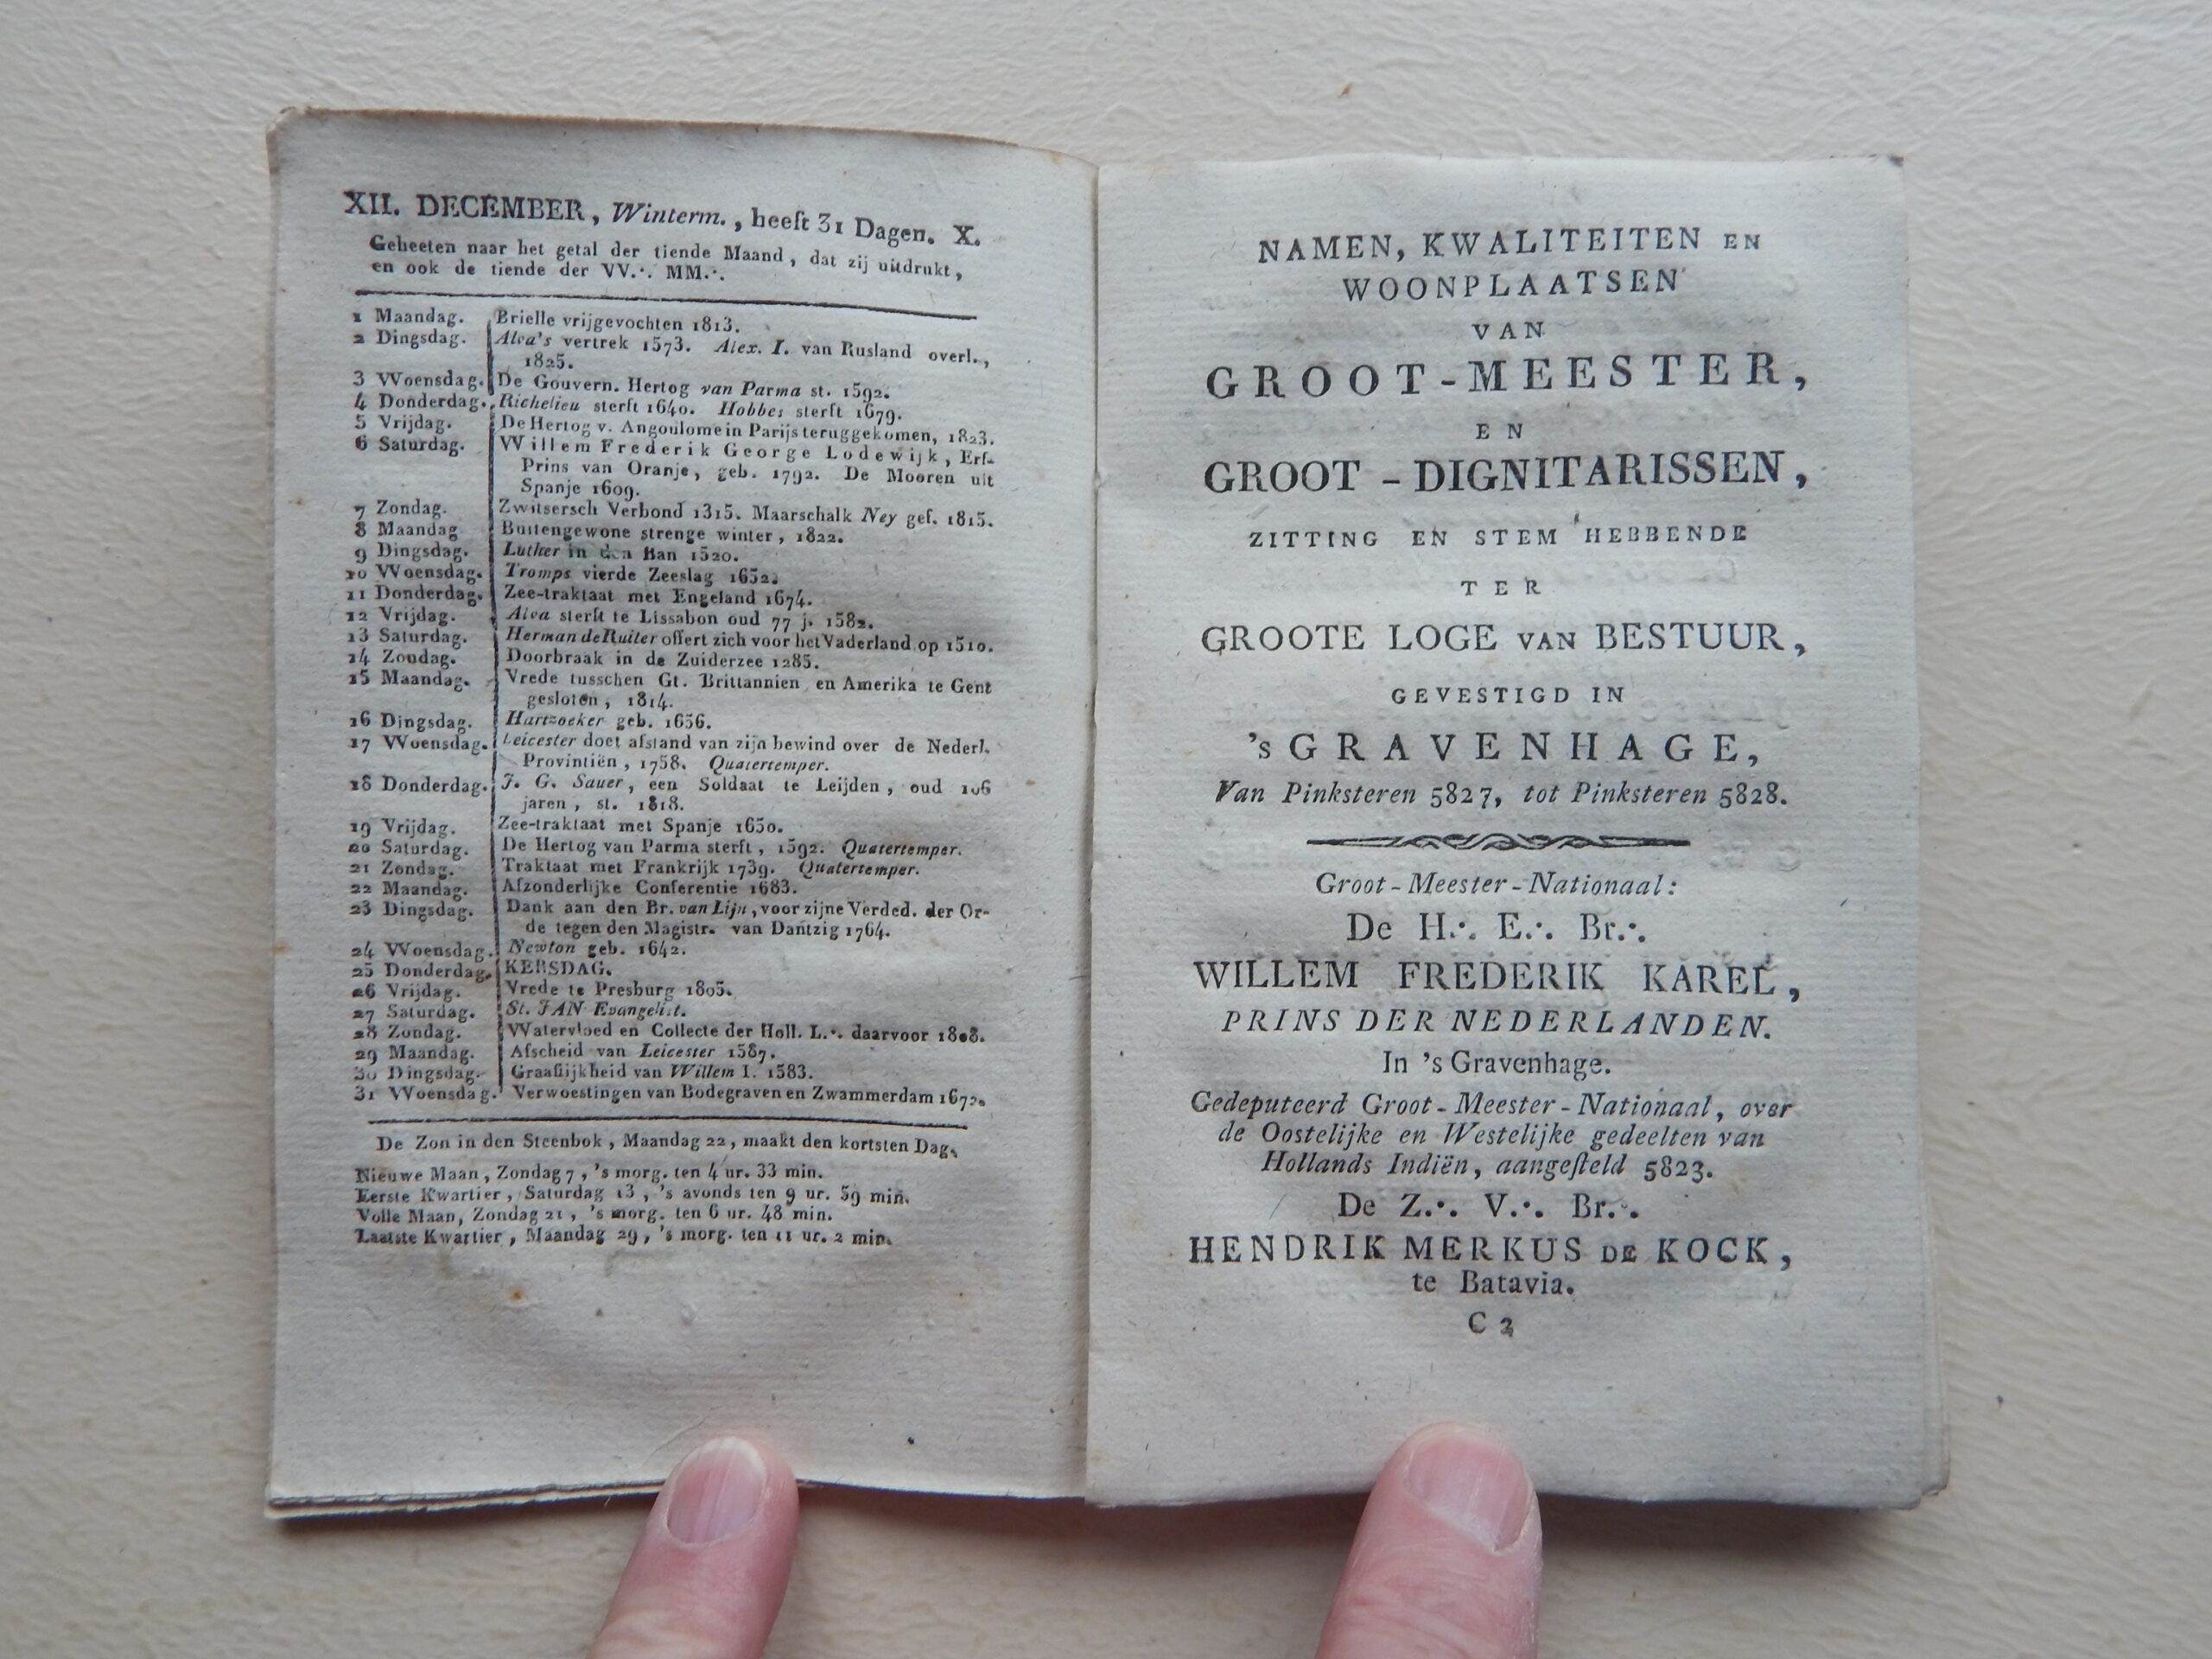 XII. DECEMBER, Winterm., heeft 31 Dagen. X.
Geheeten naar het getal der tiende Maand, dat zij uitdrukt,
en ook de tiende der VV.·. MM.·.
1 Maandag. Brielle vrijgevochten 1813.
2 Dingsdag. Alva's vertrek 1573. Alex. I. van Rusland overl.,
1825.
3 Woensdag. De Gouvern. Hertog van Parma st. 1592.
4 Donderdag. Richelieu sterft 1640. Hobbes sterft 1679.
5 Vrijdag. De Hertog v. Angoulome in Parijs teruggekomen, 1823.
6 Saturdag. Willem Frederik George Lodewijk, Erf-
Prins van Oranje, geb. 1792. De Mooren uit
Spanje 1609.
7 Zondag. Zwitsersch Verbond 1315. Maarschalk Ney gef. 1815.
8 Maandag Buitengewone strenge winter, 1822.
9 Dingsdag. Luther in den Ban 1520.
10 Woensdag. Tromps vierde Zeeslag 1652.
11 Donderdag. Zee-traktaat met Engeland 1674.
12 Vrijdag. Alva sterft te Lissabon oud 77 j. 1582.
13 Saturdag. Herman de Ruiter offert zich voor het Vaderland op 1510.
14 Zondag. Doorbraak in de Zuiderzee 1285.
15 Maandag. Vrede tusschen Gt. Brittannien en Amerika te Gent
gesloten, 1814.
16 Dingsdag. Hartzoeker geb. 1656.
17 Woensdag. Leicester doet afstand van zijn bewind over de Nederl.
Provintiën, 1758. Quatertemper.
18 Donderdag. J. G. Sauer, een Soldaat te Leijden, oud 106
jaren, st. 1818.
19 Vrijdag. Zee-traktaat met Spanje 1650.
20 Saturdag. De Hertog van Parma sterft, 1592. Quatertemper.
21 Zondag. Traktaat met Frankrijk 1739. Quatertemper.
22 Maandag. Afzonderlijke Conferentie 1683.
23 Dingsdag. Dank aan den Br. van Lijn, voor zijne Verded. der Or-
de tegen den Magistr. van Dantzig 1764.
24 Woensdag. Newton geb. 1642.
25 Donderdag. KERSDAG.
26 Vrijdag. Vrede te Presburg 1805.
27 Saturdag. St. JAN Evangelist.
28 Zondag. Watervloed en Collecte der Holl. L.·. daarvoor 1808.
29 Maandag. Afscheid van Leicester 1587.
30 Dingsdag. Graaflijkheid van Willem I. 1583.
31 Woensdag. Verwoestingen van Bodegraven en Zwammerdam 1672.
De Zon in den Steenbok, Maandag 22, maakt den kortsten Dag.
Nieuwe Maan, Zondag 7, 's morg. ten 4 ur. 33 min.
Eerste Kwartier, Saturdag 13, 's avonds ten 9 ur. 59 min.
Volle Maan, Zondag 21, 's morg. ten 6 ur. 48 min.
Laatste Kwartier, Maandag 29, 's morg. ten 11 ur. 2 min.
NAMEN, KWALITEITEN EN
WOONPLAATSEN
VAN
GROOT-MEESTER,
EN
GROOT-DIGNITARISSEN,
ZITTING EN STEM HEBBENDE
TER
GROOTE LOGE VAN BESTUUR,
GEVESTIGD IN
'sGRAVENHAGE,
Van Pinksteren 5827, tot Pinksteren 5828.
Groot-Meester-Nationaal:
De H.·. E.·. Br.·.
WILLEM FREDERIK KAREL,
PRINS DER NEDERLANDEN.
In 's Gravenhage.
Gedeputeerd Groot-Meester-Nationaal, over
de Oostelijke en Westelijke gedeelten van
Hollands Indiën, aangeſteld 5823.
De Z.·. V.·. Br.·.
HENDRIK MERKUS DE KOCK,
te Batavia.
C 2